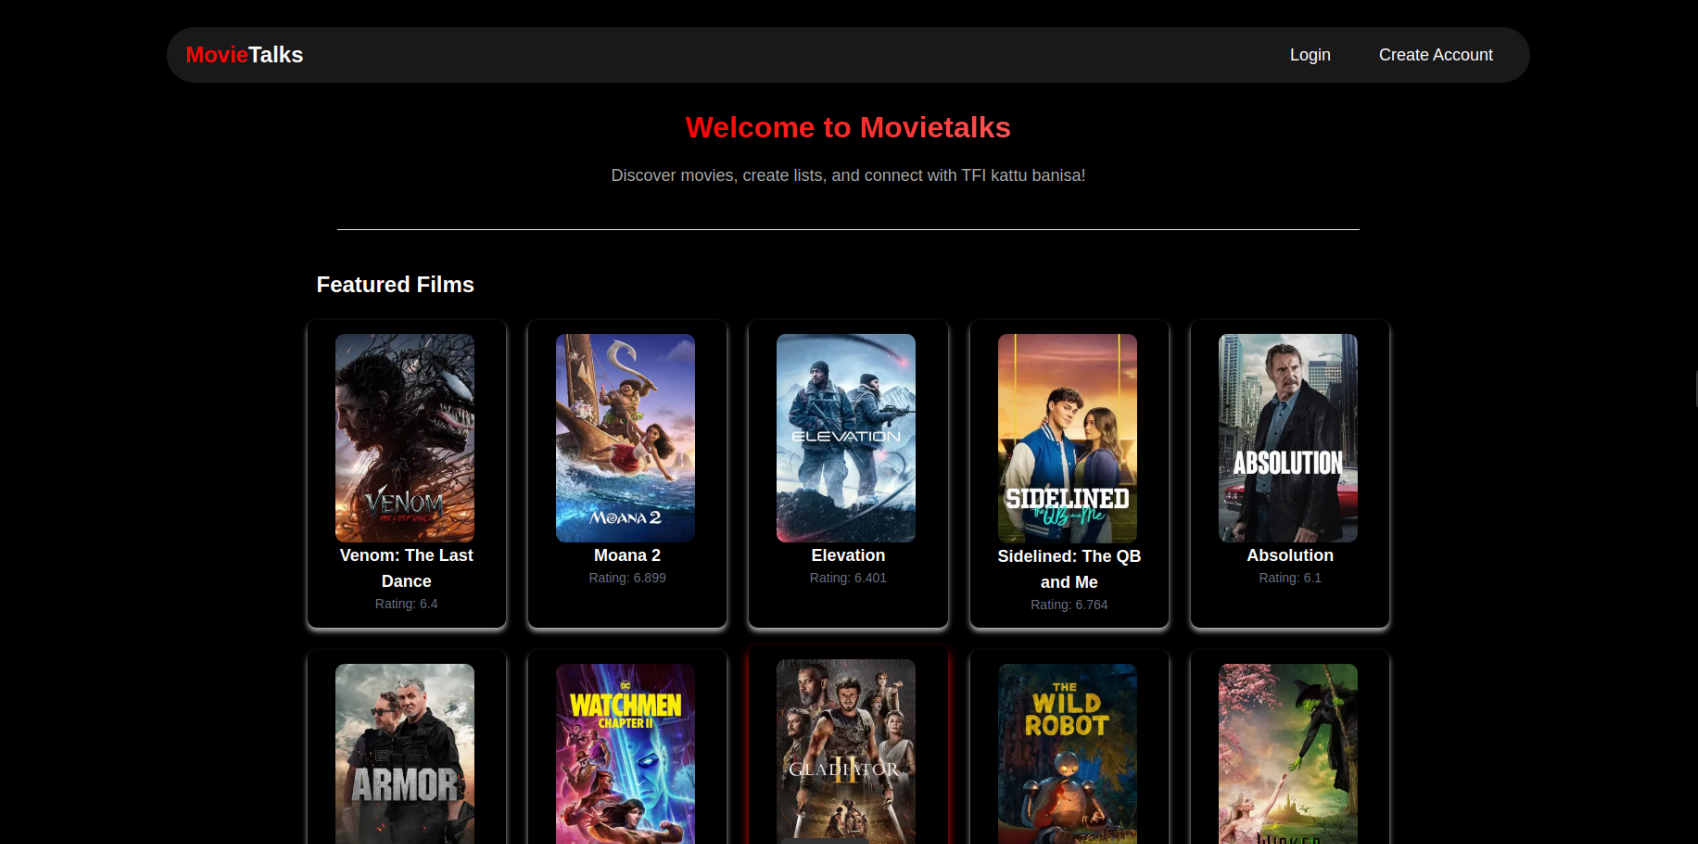 MovieTalks
Login
Create Account
Welcome to Movietalks
Discover movies, create lists, and connect with TFI kattu banisa!
Featured Films
VENOM
THE LAST DANCE
MOANA 2
ELEVATION
SIDELINED
The QB and Me
ABSOLUTION
Venom: The Last
Dance
Rating: 6.4
Moana 2
Rating: 6.899
Elevation
Rating: 6.401
Sidelined: The QB
and Me
Rating: 6.764
Absolution
Rating: 6.1
ARMOR
DC
WATCHMEN
CHAPTER II
GLADIATOR
II
THE
WILD
ROBOT
WICKED